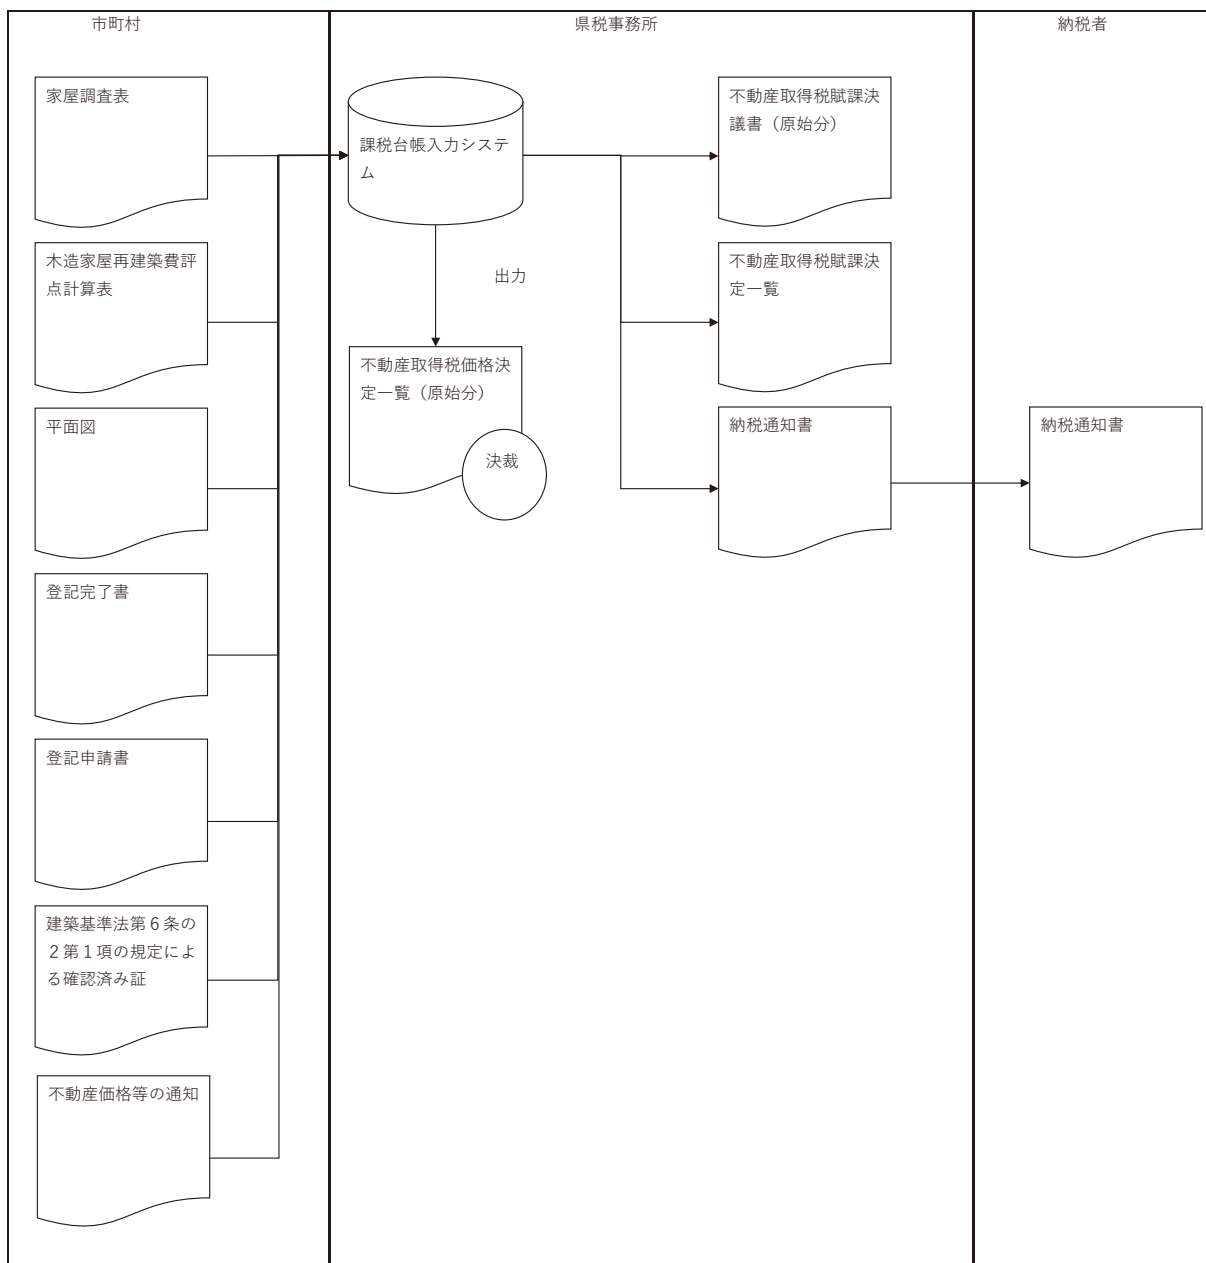 市町村
県税事務所
納税者
家屋調査表
木造家屋再建築費評
点計算表
平面図
登記完了書
登記申請書
建築基準法第６条の
２第１項の規定によ
る確認済み証
不動産価格等の通知
課税台帳入力システ
ム
出力
不動産取得税価格決
定一覧（原始分）
決裁
不動産取得税賦課決
議書（原始分）
不動産取得税賦課決
定一覧
納税通知書
納税通知書